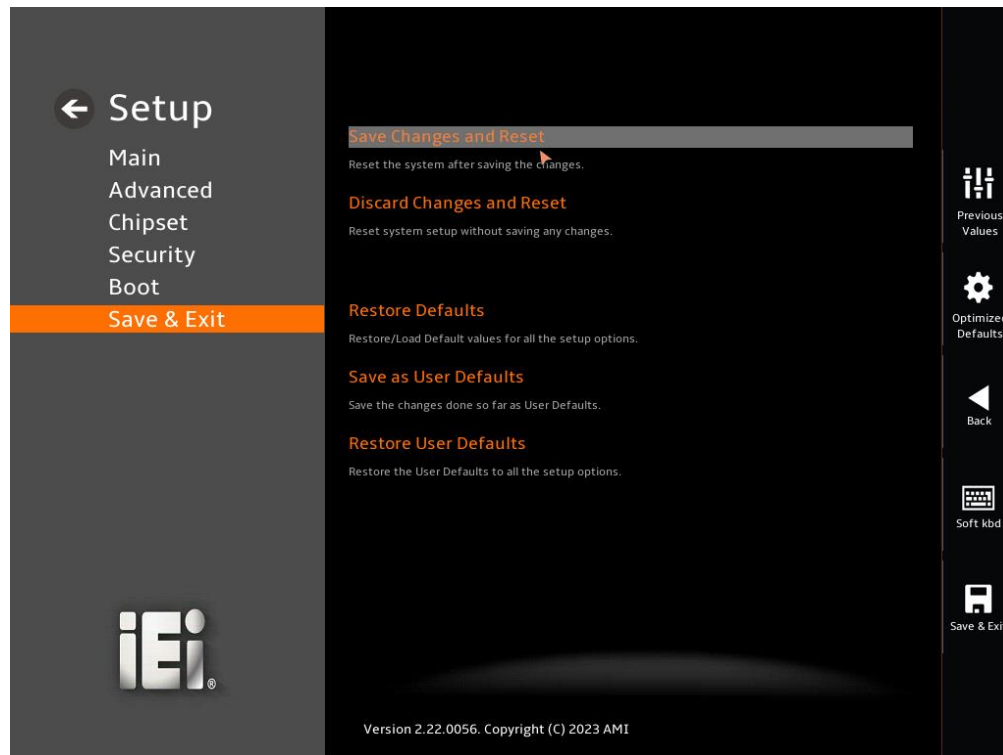 Setup
Main
Advanced
Chipset
Security
Boot
Save & Exit
Save Changes and Reset
Reset the system after saving the changes.
Discard Changes and Reset
Reset system setup without saving any changes.
Restore Defaults
Restore/Load Default values for all the setup options.
Save as User Defaults
Save the changes done so far as User Defaults.
Restore User Defaults
Restore the User Defaults to all the setup options.
Previous
Values
Optimized
Defaults
Back
Soft kbd
Save & Exi
iEi®
Version 2.22.0056. Copyright (C) 2023 AMI